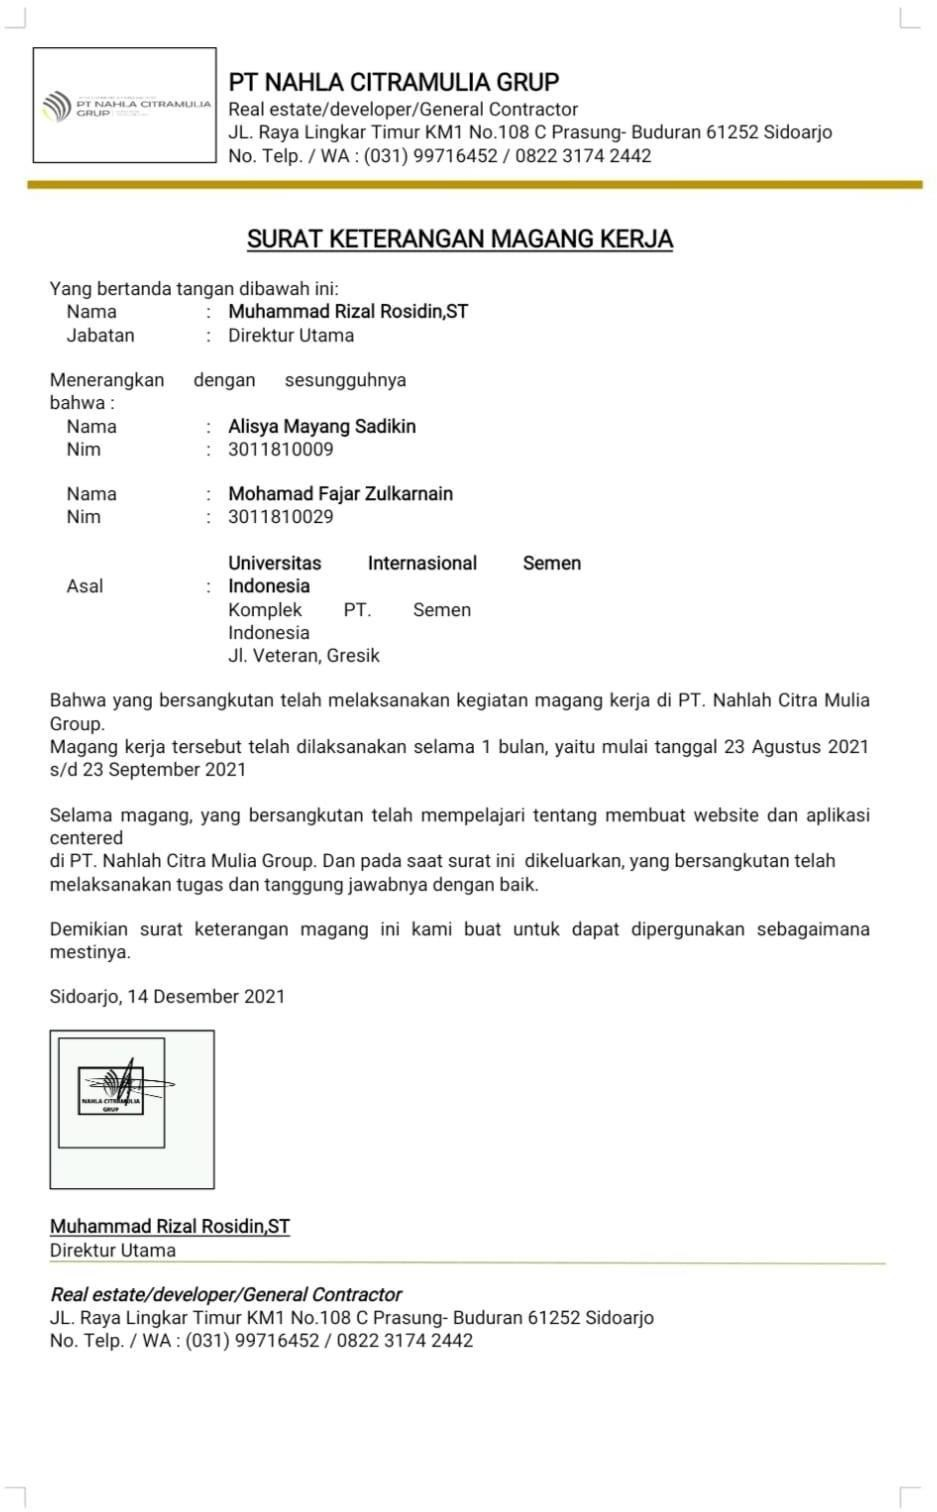 PT NAHLA CITRAMULIA
GRUP
PT NAHLA CITRAMULIA GRUP
Real estate/developer/General Contractor
JL. Raya Lingkar Timur KM1 No.108 C Prasung- Buduran 61252 Sidoarjo
No. Telp. / WA : (031) 99716452 / 0822 3174 2442
SURAT KETERANGAN MAGANG KERJA
Yang bertanda tangan dibawah ini:
Nama : Muhammad Rizal Rosidin,ST
Jabatan : Direktur Utama
Menerangkan dengan sesungguhnya
bahwa :
Nama : Alisya Mayang Sadikin
Nim : 3011810009
Nama : Mohamad Fajar Zulkarnain
Nim : 3011810029
Universitas Internasional Semen
Asal : Indonesia
Komplek PT. Semen
Indonesia
Jl. Veteran, Gresik
Bahwa yang bersangkutan telah melaksanakan kegiatan magang kerja di PT. Nahlah Citra Mulia
Group.
Magang kerja tersebut telah dilaksanakan selama 1 bulan, yaitu mulai tanggal 23 Agustus 2021
s/d 23 September 2021
Selama magang, yang bersangkutan telah mempelajari tentang membuat website dan aplikasi
centered
di PT. Nahlah Citra Mulia Group. Dan pada saat surat ini dikeluarkan, yang bersangkutan telah
melaksanakan tugas dan tanggung jawabnya dengan baik.
Demikian surat keterangan magang ini kami buat untuk dapat dipergunakan sebagaimana
mestinya.
Sidoarjo, 14 Desember 2021
NAHLA CITRAMULIA
GRUP
Muhammad Rizal Rosidin,ST
Direktur Utama
Real estate/developer/General Contractor
JL. Raya Lingkar Timur KM1 No.108 C Prasung- Buduran 61252 Sidoarjo
No. Telp. / WA : (031) 99716452 / 0822 3174 2442